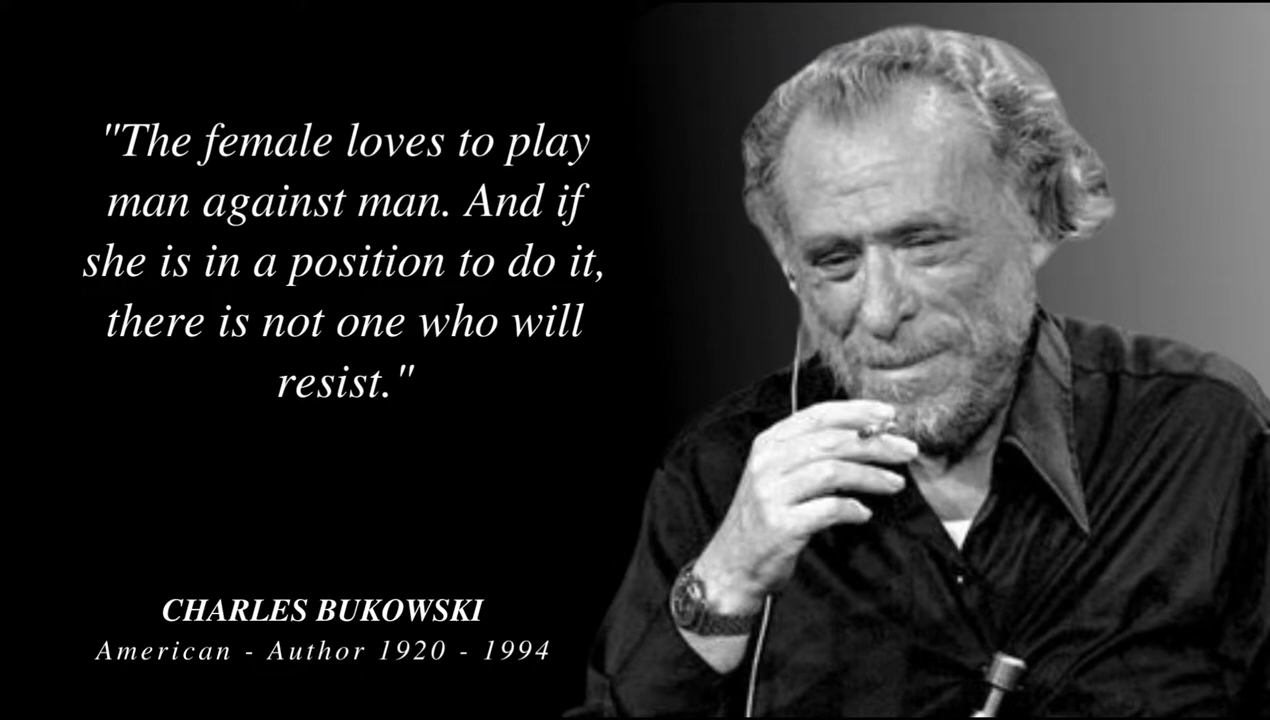 "The female loves to play
man against man. And if
she is in a position to do it,
there is not one who will
resist."
CHARLES BUKOWSKI
American - Author 1920 - 1994